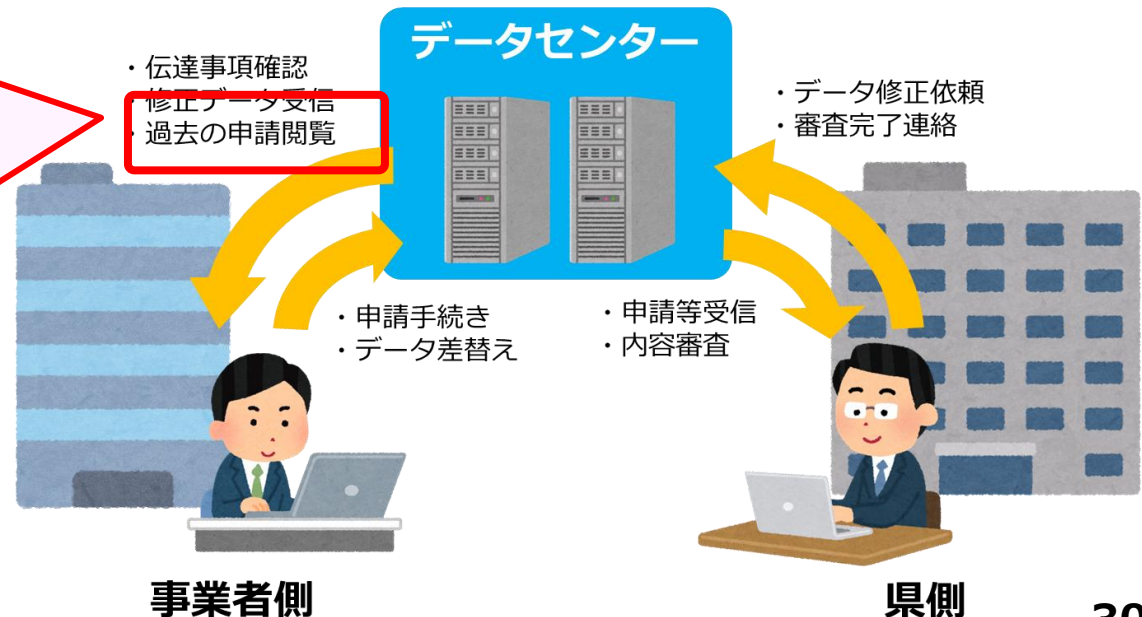 データセンター
・伝達事項確認
・修正データ受信
・過去の申請閲覧
・データ修正依頼
・審査完了連絡
・申請手続き
・データ差替え
・申請等受信
・内容審査
事業者側
県側
30